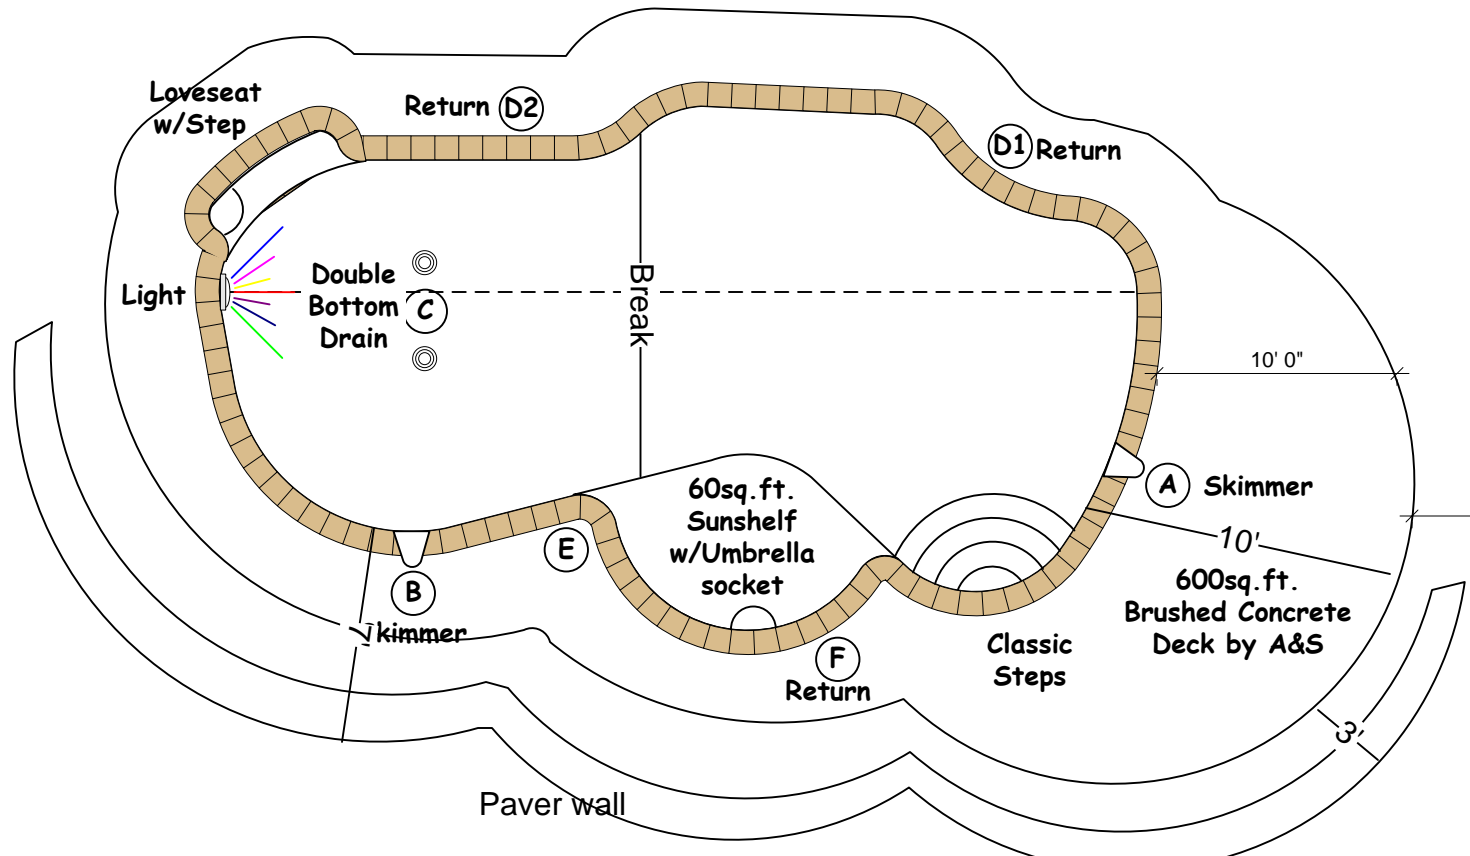 Loveseat
w/Step
Return D2
D1 Return
Light
Double
Bottom
Drain
C
Break
10' 0"
A Skimmer
10'
600sq.ft.
Brushed Concrete
Deck by A&S
60sq.ft.
Sunshelf
w/Umbrella
socket
E
B
kimmer
7'
F
Return
Classic
Steps
3'
Paver wall